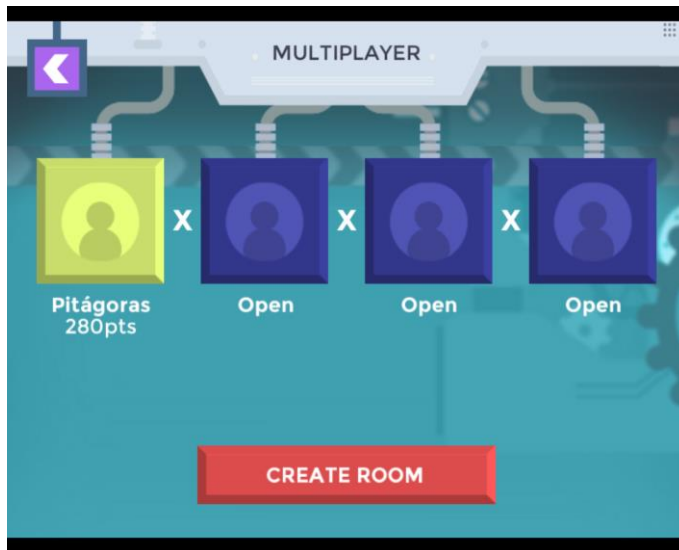 MULTIPLAYER
X X X
Pitágoras Open Open Open
280pts
CREATE ROOM